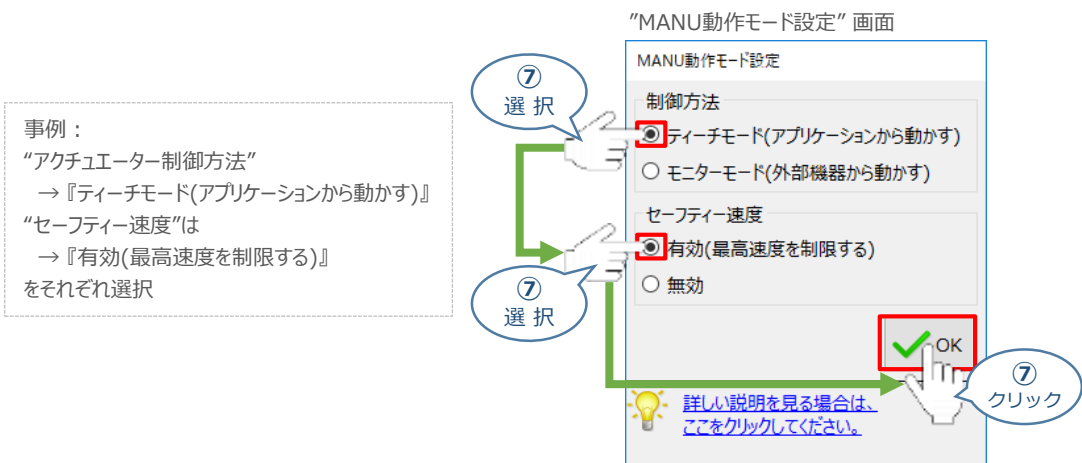 ”MANU動作モード設定” 画面
MANU動作モード設定
⑦
選 択
制御方法
ティーチモード(アプリケーションから動かす)
モニターモード(外部機器から動かす)
事例：
“アクチュエーター制御方法”
→『ティーチモード(アプリケーションから動かす)』
“セーフティー速度”は
→『有効(最高速度を制限する)』
をそれぞれ選択
セーフティー速度
有効(最高速度を制限する)
無効
⑦
選 択
OK
⑦
クリック
詳しい説明を見る場合は、
ここをクリックしてください。